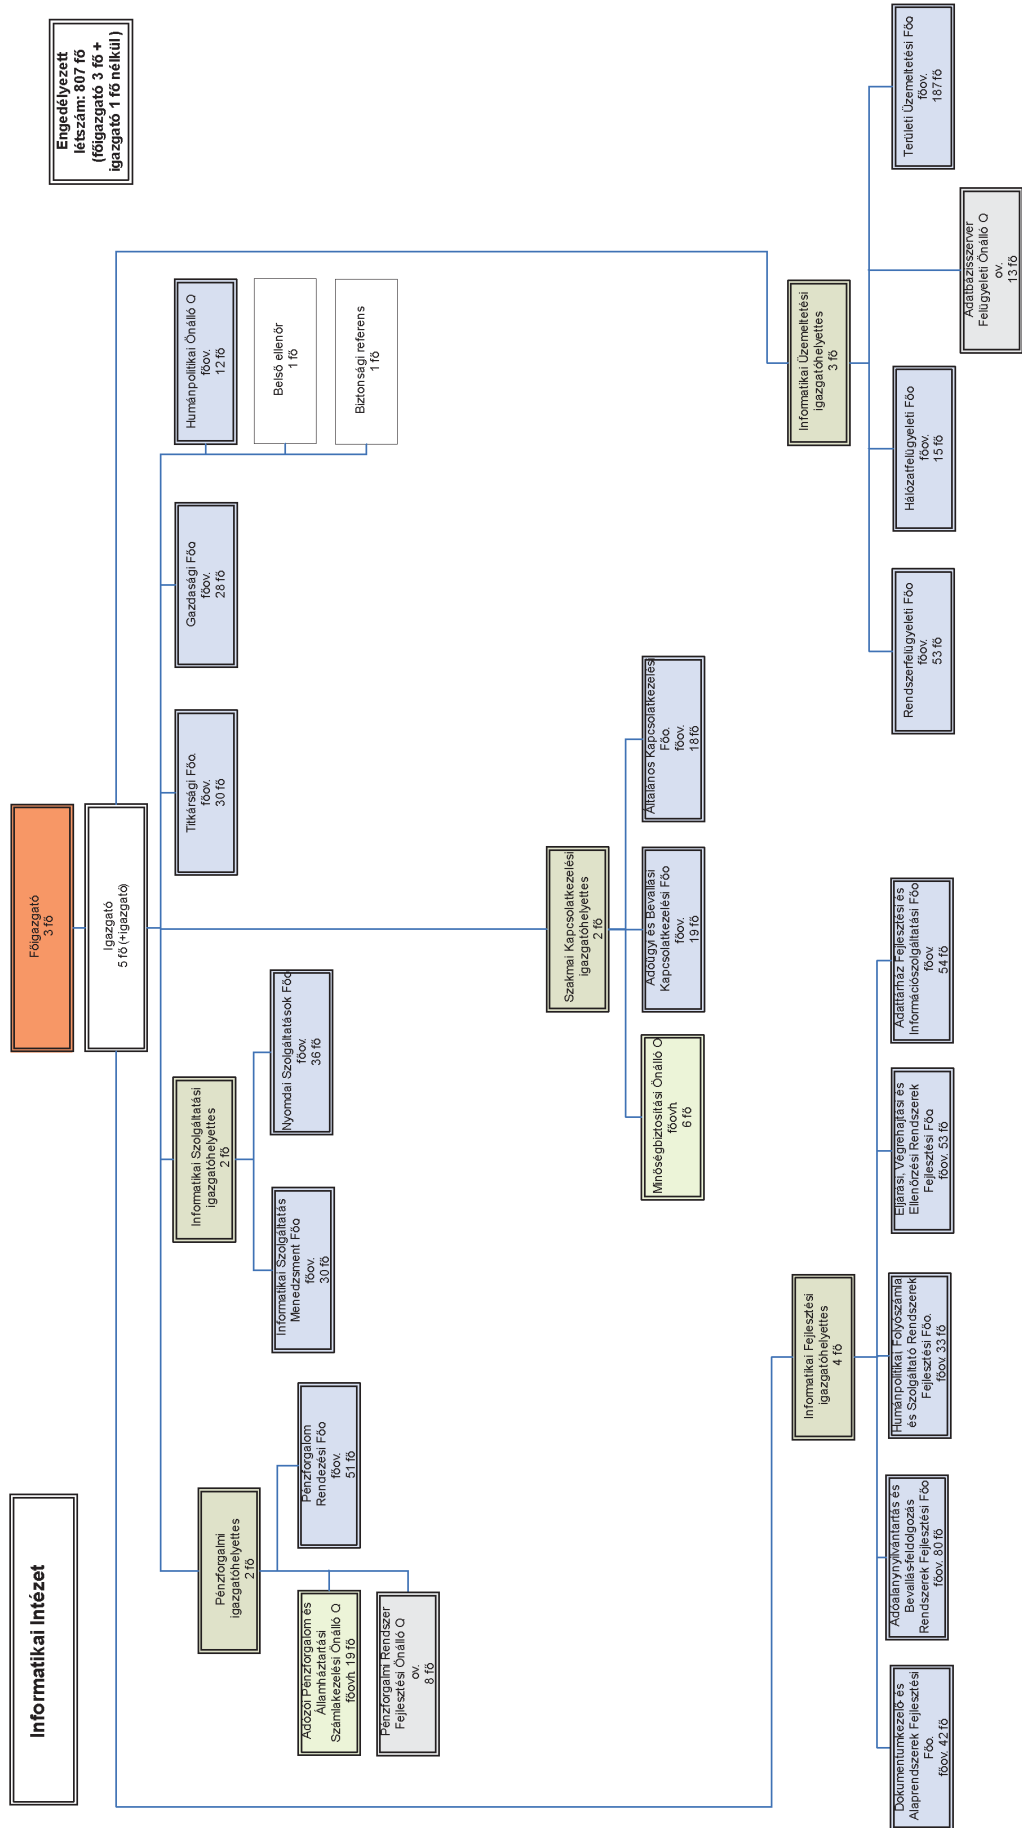 Informatikai Intézet
Engedélyezett
létszám: 807 fő
(főigazgató 3 fő +
igazgató 1 fő nélkül )
Főigazgató
3 fő
Igazgató
5 fő (+igazgató)
Pénzforgalmi
igazgatóhelyettes
2 fő
Informatikai Szolgáltatási
igazgatóhelyettes
2 fő
Titkársági Főo.
főov.
30 fő
Gazdasági Főo
főov.
28 fő
Humánpolitikai Önálló O
főov.
12 fő
Belső ellenőr
1 fő
Biztonsági referens
1 fő
Adózói Pénzforgalom és
Államháztartási
Számlakezelési Önálló O
főovh. 19 fő
Pénzforgalom
Rendezési Főo
főov.
51 fő
Pénzforgalmi Rendszer
Fejlesztési Önálló O
ov.
8 fő
Informatikai Szolgáltatás
Menedzsment Főo
főov.
30 fő
Nyomdai Szolgáltatások Főo
főov.
36 fő
Szakmai Kapcsolatkezelési
igazgatóhelyettes
2 fő
Minőségbiztosítási Önálló O
főovh.
6 fő
Adóügyi és Bevallási
Kapcsolatkezelési Főo
főov.
19 fő
Általános Kapcsolatkezelési
Főo.
főov.
18 fő
Informatikai Fejlesztési
igazgatóhelyettes
4 fő
Informatikai Üzemeltetési
igazgatóhelyettes
3 fő
Dokumentumkezelő és
Alaprendszerek Fejlesztési
Főo.
főov. 42 fő
Adóalanynyilvántartás és
Bevallás-feldolgozás
Rendszerek Fejlesztési Főo
főov. 80 fő
Humánpolitikai, Folyószámla
és Szolgáltató Rendszerek
Fejlesztési Főo.
főov. 33 fő
Eljárási, Végrehajtási és
Ellenőrzési Rendszerek
Fejlesztési Főo
főov. 53 fő
Adattárház Fejlesztési és
Információszolgáltatási Főo
főov.
54 fő
Rendszerfelügyeleti Főo
főov.
53 fő
Hálózatfelügyeleti Főo
főov.
15 fő
Adatbázisszerver
Felügyeleti Önálló O
ov.
13 fő
Területi Üzemeltetési Főo
főov.
187 fő